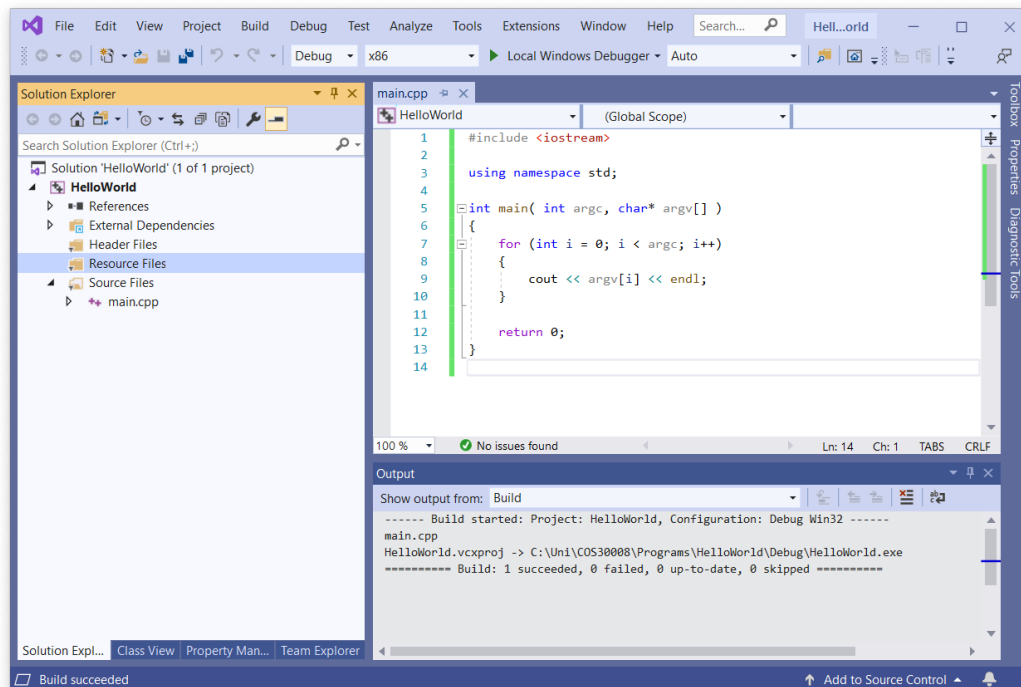 File Edit View Project Build Debug Test Analyze Tools Extensions Window Help Search... Hell...orld
Debug x86 Local Windows Debugger Auto
Solution Explorer
Search Solution Explorer (Ctrl+;)
Solution 'HelloWorld' (1 of 1 project)
HelloWorld
References
External Dependencies
Header Files
Resource Files
Source Files
main.cpp
Solution Expl... Class View Property Man... Team Explorer
main.cpp
HelloWorld (Global Scope)
1 #include <iostream>
2
3 using namespace std;
4
5 int main( int argc, char* argv[] )
6 {
7 for (int i = 0; i < argc; i++)
8 {
9 cout << argv[i] << endl;
10 }
11
12 return 0;
13 }
14
100 % No issues found Ln: 14 Ch: 1 TABS CRLF
Output
Show output from: Build
------ Build started: Project: HelloWorld, Configuration: Debug Win32 ------
main.cpp
HelloWorld.vcxproj -> C:\Uni\COS30008\Programs\HelloWorld\Debug\HelloWorld.exe
========== Build: 1 succeeded, 0 failed, 0 up-to-date, 0 skipped ==========
Toolbox
Properties
Diagnostic Tools
Build succeeded Add to Source Control